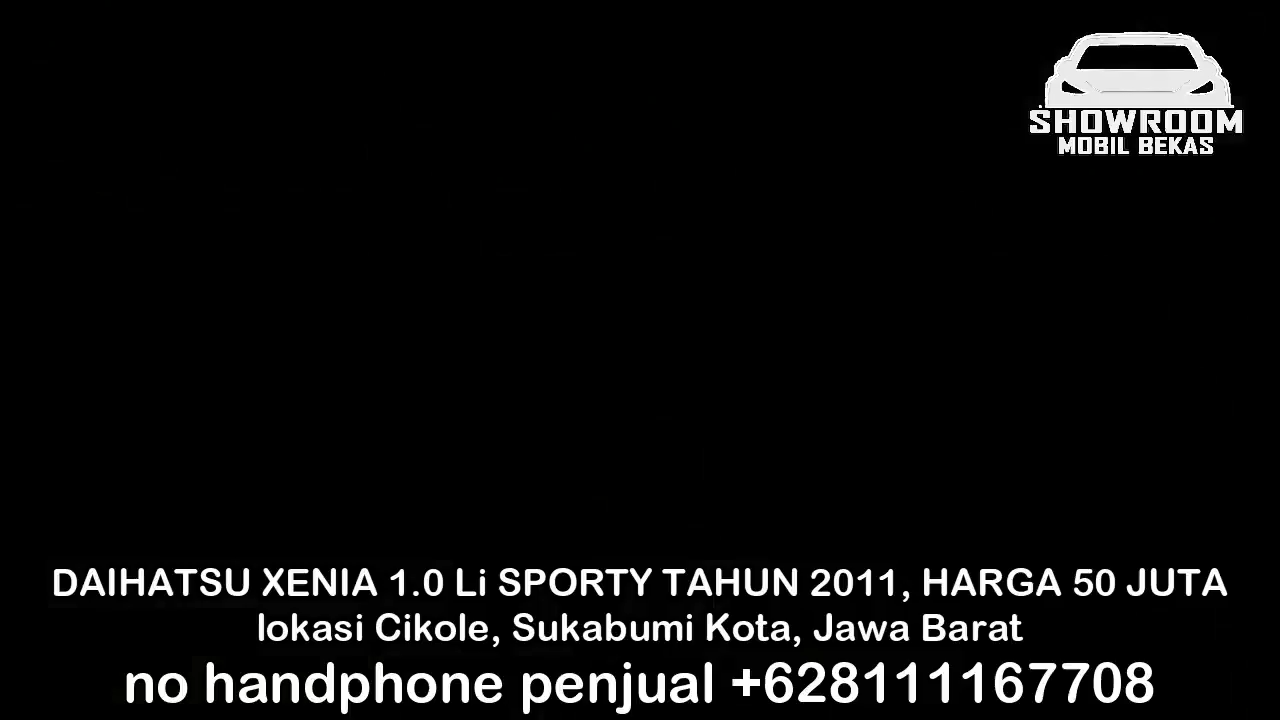 SHOWROOM
MOBIL BEKAS
DAIHATSU XENIA 1.0 Li SPORTY TAHUN 2011, HARGA 50 JUTA
lokasi Cikole, Sukabumi Kota, Jawa Barat
no handphone penjual +628111167708